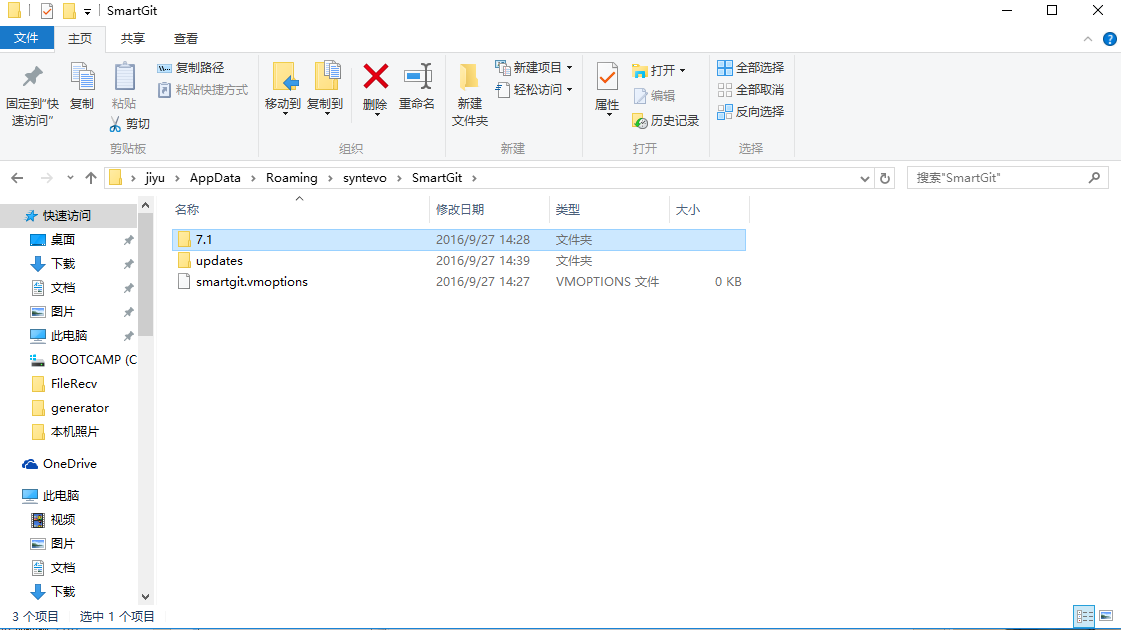 SmartGit
文件 主页 共享 查看
固定到"快速访问"
复制
粘贴
复制路径
粘贴快捷方式
剪切
剪贴板
移动到
复制到
删除
重命名
组织
新建文件夹
新建项目
轻松访问
新建
属性
打开
编辑
历史记录
打开
全部选择
全部取消
反向选择
选择
jiyu AppData Roaming syntevo SmartGit
搜索"SmartGit"
名称 修改日期 类型 大小
7.1 2016/9/27 14:28 文件夹
updates 2016/9/27 14:39 文件夹
smartgit.vmoptions 2016/9/27 14:27 VMOPTIONS 文件 0 KB
快速访问
桌面
下载
文档
图片
此电脑
BOOTCAMP (C
FileRecv
generator
本机照片
OneDrive
此电脑
视频
图片
文档
下载
3 个项目 选中 1 个项目